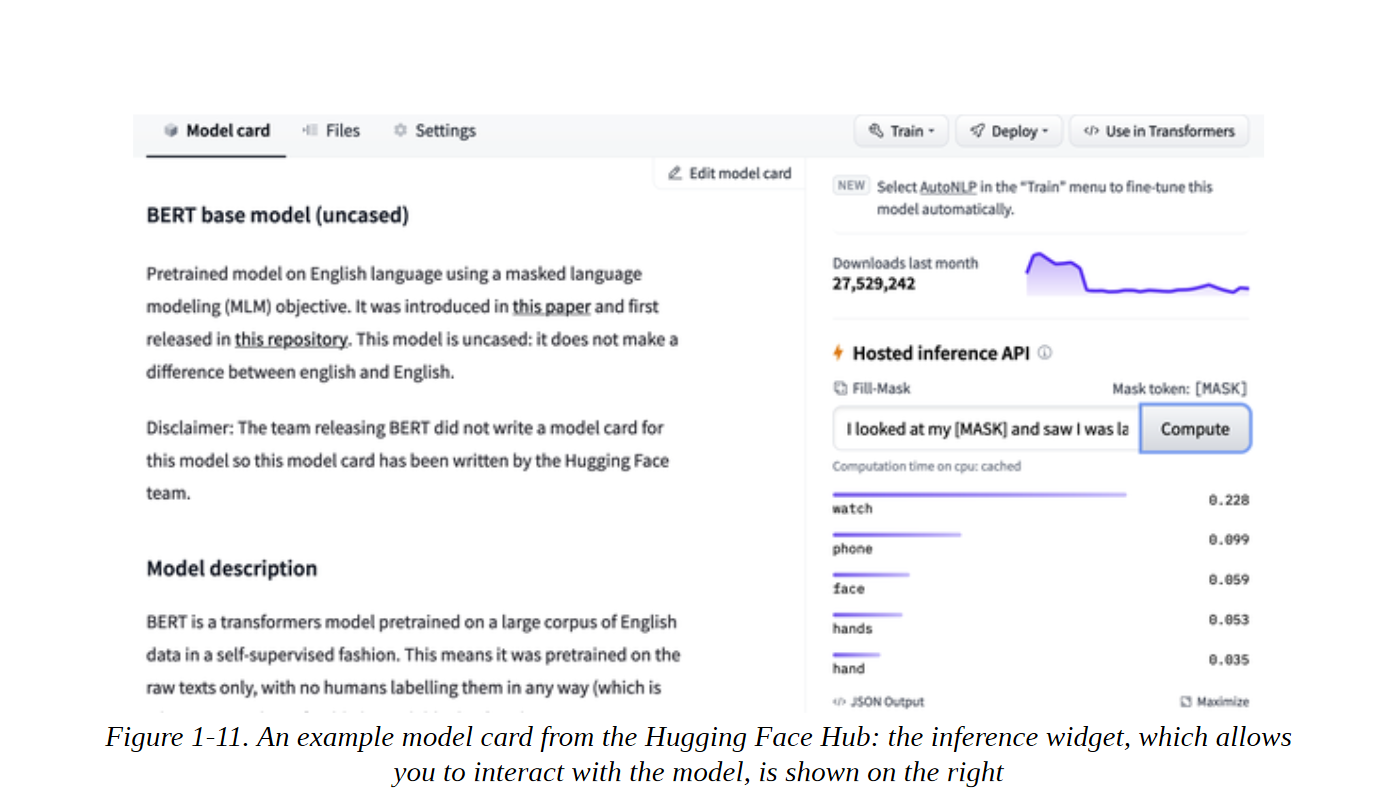 Model card Files Settings
Train Deploy </> Use in Transformers
Edit model card
BERT base model (uncased)
Pretrained model on English language using a masked language
modeling (MLM) objective. It was introduced in this paper and first
released in this repository. This model is uncased: it does not make a
difference between english and English.
Disclaimer: The team releasing BERT did not write a model card for
this model so this model card has been written by the Hugging Face
team.
Model description
BERT is a transformers model pretrained on a large corpus of English
data in a self-supervised fashion. This means it was pretrained on the
raw texts only, with no humans labelling them in any way (which is
NEW Select AutoNLP in the "Train" menu to fine-tune this
model automatically.
Downloads last month
27,529,242
Hosted inference API
Fill-Mask Mask token: [MASK]
I looked at my [MASK] and saw I was la Compute
Computation time on cpu: cached
watch 0.228
phone 0.099
face 0.059
hands 0.053
hand 0.035
</> JSON Output Maximize
Figure 1-11. An example model card from the Hugging Face Hub: the inference widget, which allows
you to interact with the model, is shown on the right